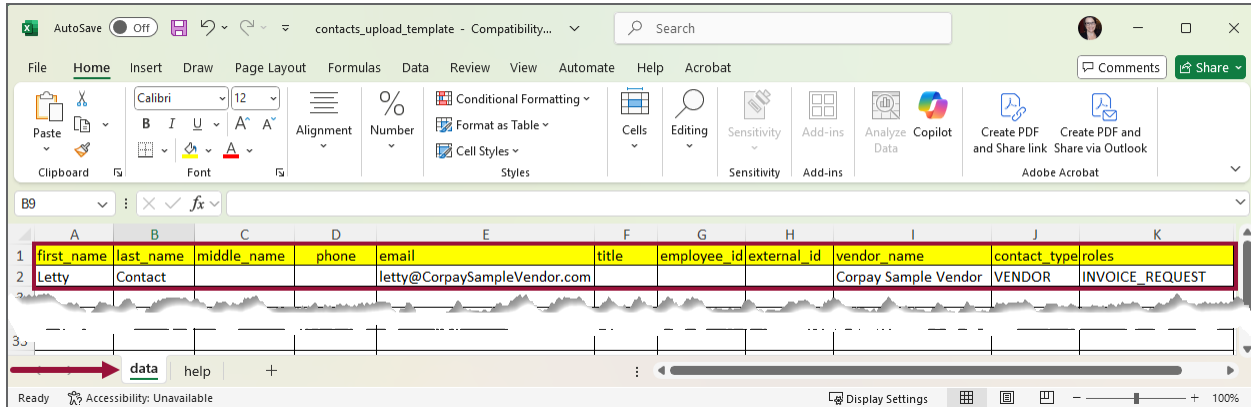 AutoSave Off contacts_upload_template - Compatibility... Search
File Home Insert Draw Page Layout Formulas Data Review View Automate Help Acrobat Comments Share
Paste Calibri 12 B I U A A A Alignment % Number Conditional Formatting Format as Table Cell Styles Cells Editing Sensitivity Add-ins Analyze Data Copilot Create PDF and Share link Create PDF and Share via Outlook
Clipboard Font Styles Sensitivity Add-ins Adobe Acrobat
B9 fx
A B C D E F G H I J K
1 first_name last_name middle_name phone email title employee_id external_id vendor_name contact_type roles
2 Letty Contact letty@CorpaySampleVendor.com Corpay Sample Vendor VENDOR INVOICE_REQUEST
data help +
Ready Accessibility: Unavailable Display Settings - + 100%